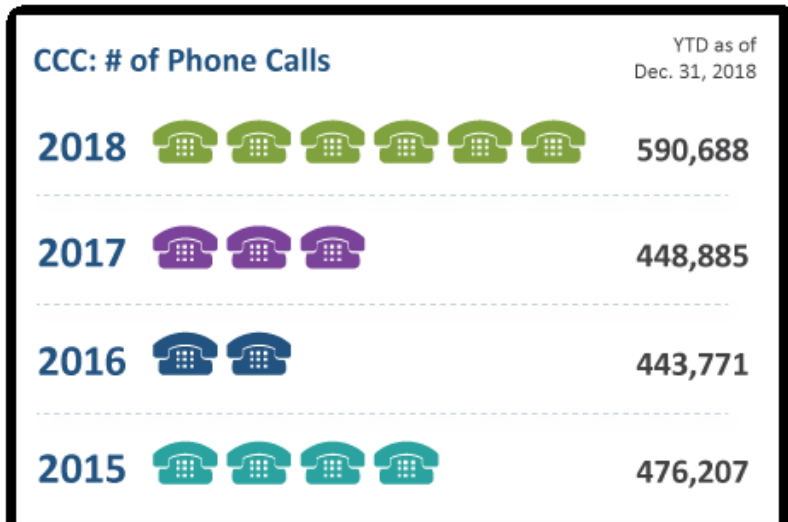 CCC: # of Phone Calls
YTD as of
Dec. 31, 2018
2018 590,688
2017 448,885
2016 443,771
2015 476,207